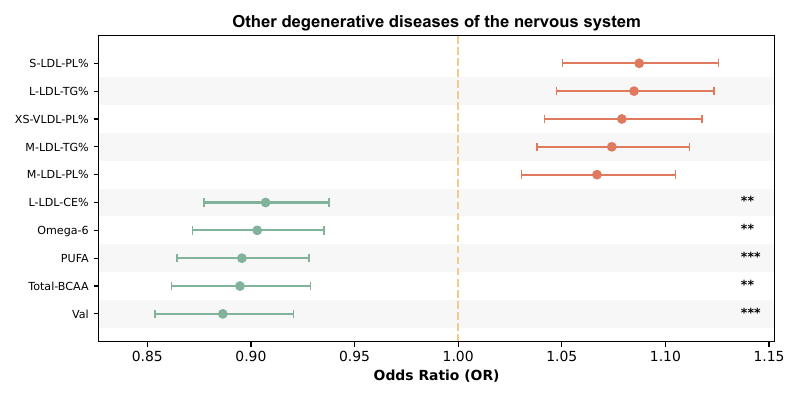 Other degenerative diseases of the nervous system
S-LDL-PL%
L-LDL-TG%
XS-VLDL-PL%
M-LDL-TG%
M-LDL-PL%
L-LDL-CE% **
Omega-6 **
PUFA ***
Total-BCAA **
Val ***
0.85 0.90 0.95 1.00 1.05 1.10 1.15
Odds Ratio (OR)